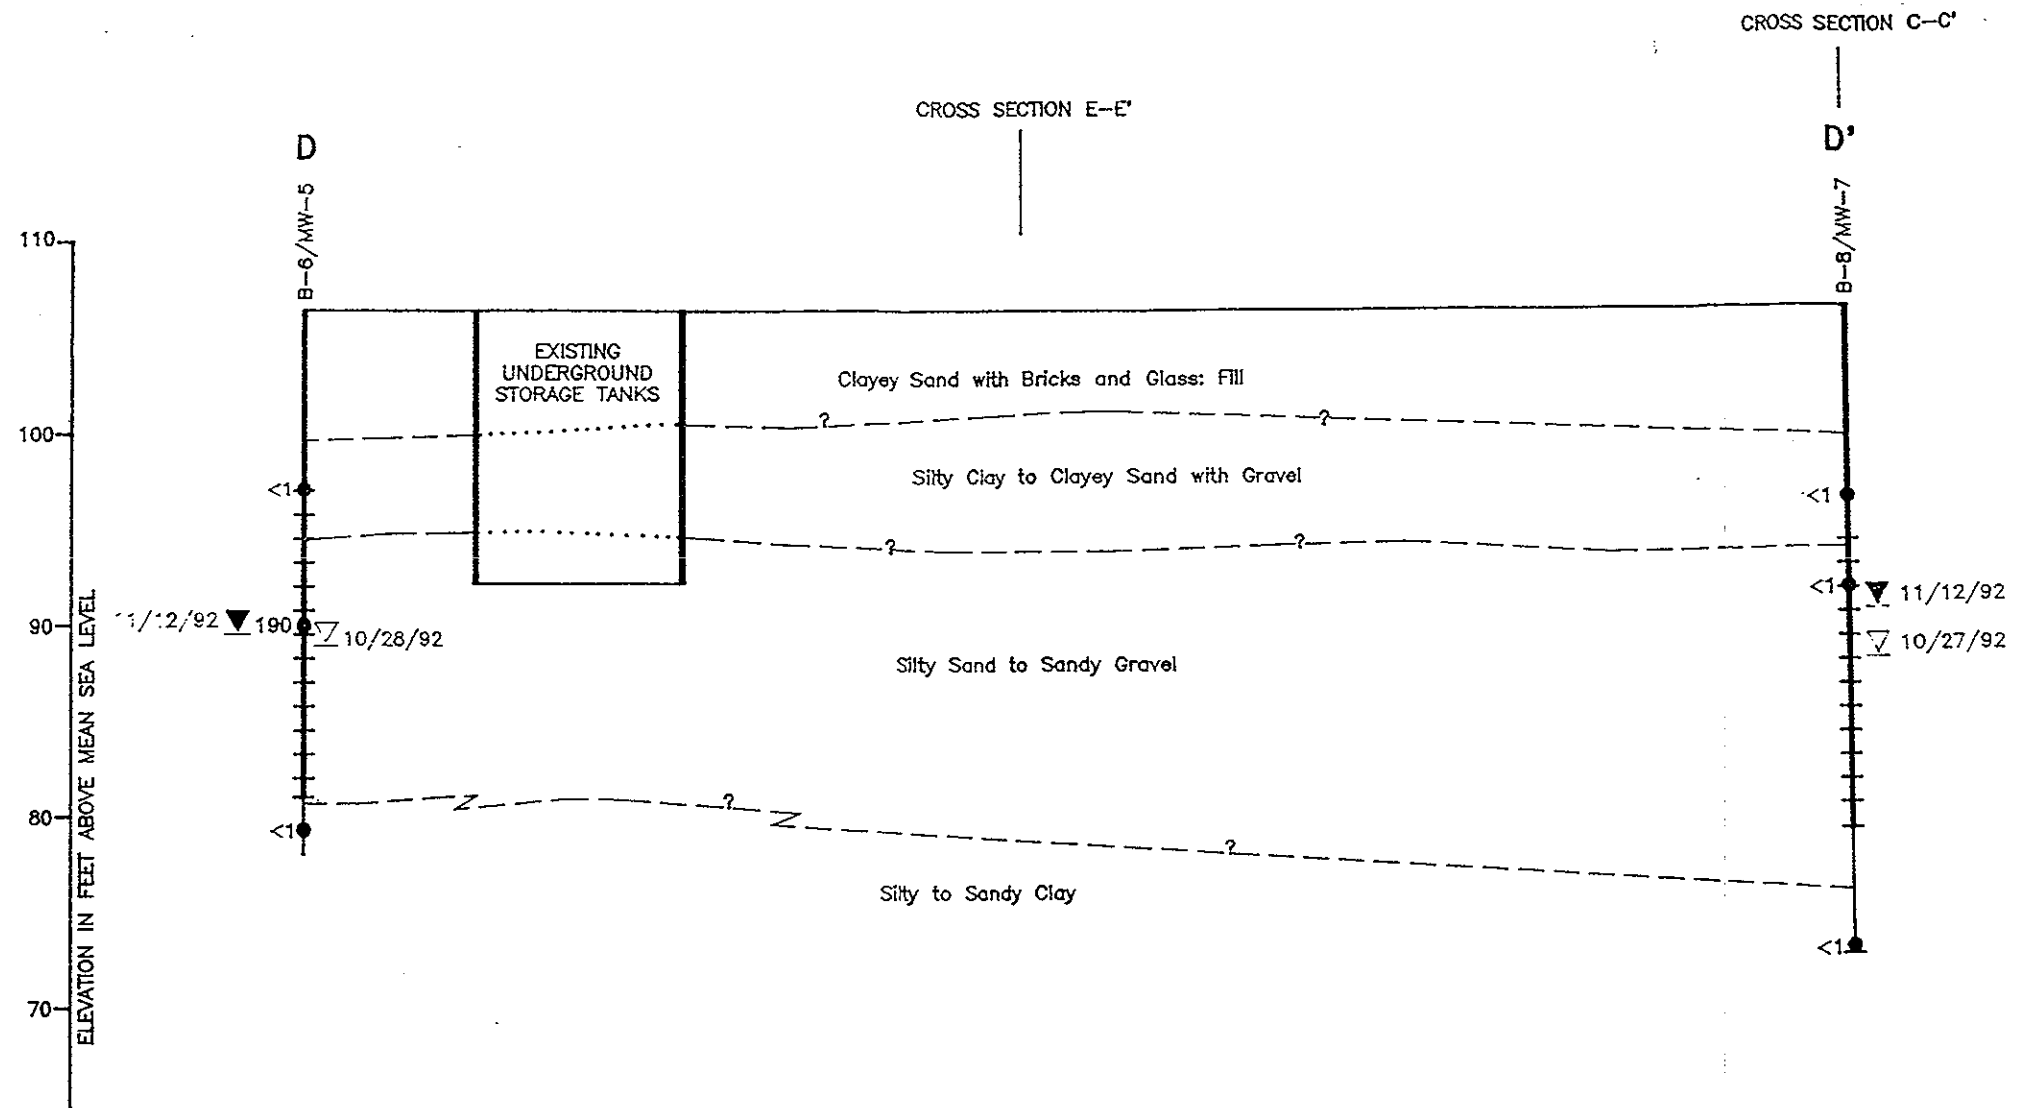 CROSS SECTION C-C'
CROSS SECTION E-E'
D
D'
B-6/MW-5
B-8/MW-7
110
EXISTING
UNDERGROUND
STORAGE TANKS
Clayey Sand with Bricks and Glass: Fill
?
?
100
Silty Clay to Clayey Sand with Gravel
<1
<1
?
?
<1
11/12/92
11/12/92
190
10/28/92
10/27/92
90
ELEVATION IN FEET ABOVE MEAN SEA LEVEL
Silty Sand to Sandy Gravel
?
80
<1
?
Silty to Sandy Clay
<1
70